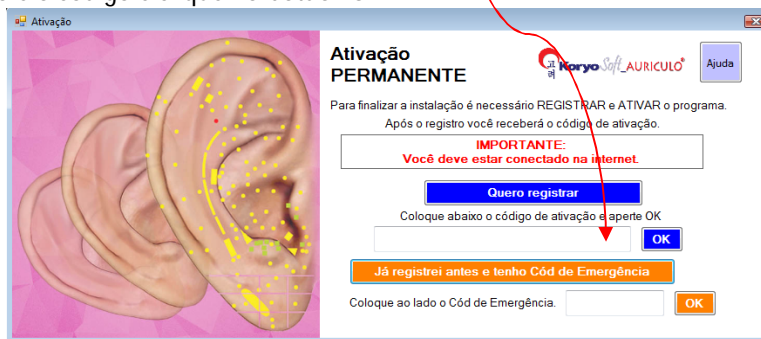 Ativação
Ativação
PERMANENTE
고
려
KoryoSoft_AURICULO®
Ajuda
Para finalizar a instalação é necessário REGISTRAR e ATIVAR o programa.
Após o registro você receberá o código de ativação.
IMPORTANTE:
Você deve estar conectado na internet.
Quero registrar
Coloque abaixo o código de ativação e aperte OK
OK
Já registrei antes e tenho Cód de Emergência
Coloque ao lado o Cód de Emergência.
OK